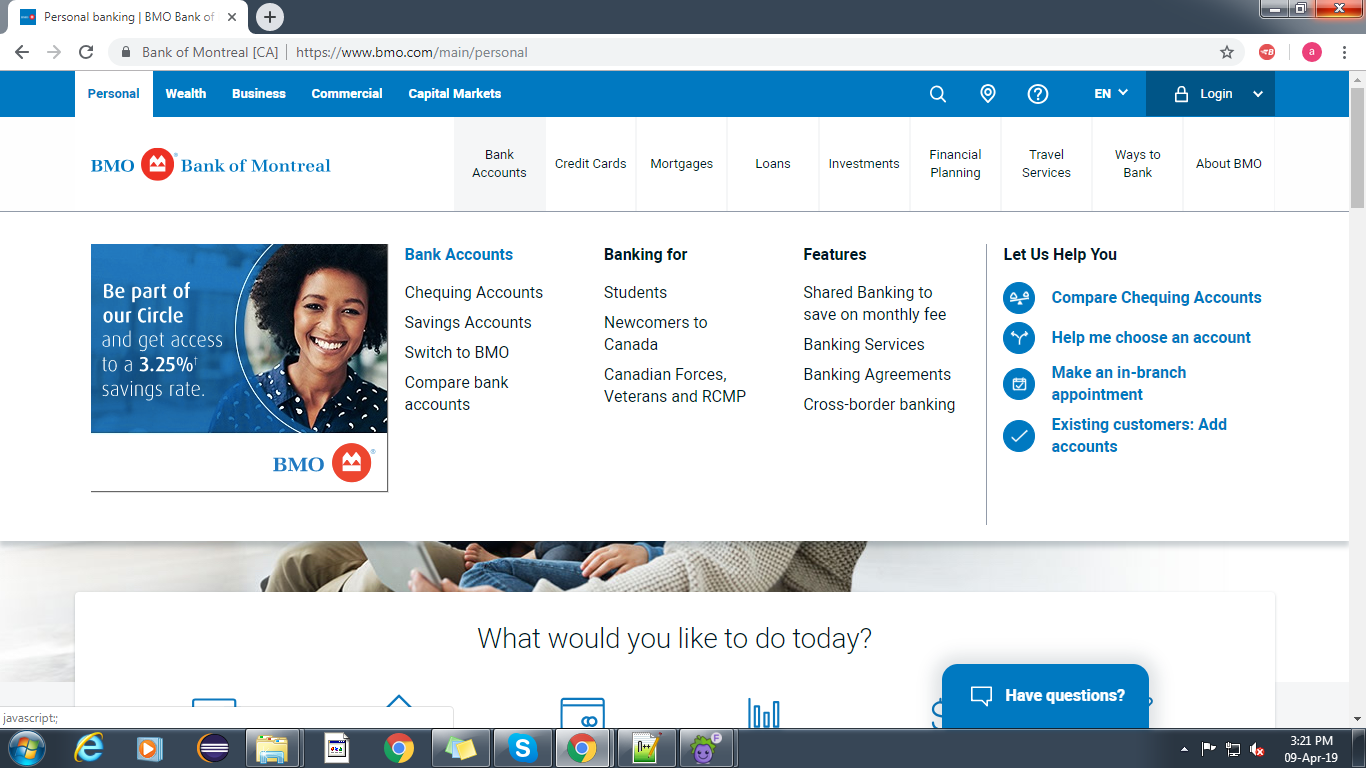 Personal banking | BMO Bank of
Bank of Montreal [CA] | https://www.bmo.com/main/personal
a
Personal Wealth Business Commercial Capital Markets EN Login
BMO Bank of Montreal
Bank
Accounts
Credit Cards
Mortgages
Loans
Investments
Financial
Planning
Travel
Services
Ways to
Bank
About BMO
Be part of
our Circle
and get access
to a 3.25%†
savings rate.
BMO
Bank Accounts
Chequing Accounts
Savings Accounts
Switch to BMO
Compare bank
accounts
Banking for
Students
Newcomers to
Canada
Canadian Forces,
Veterans and RCMP
Features
Shared Banking to
save on monthly fee
Banking Services
Banking Agreements
Cross-border banking
Let Us Help You
Compare Chequing Accounts
Help me choose an account
Make an in-branch
appointment
Existing customers: Add
accounts
What would you like to do today?
Have questions?
javascript:;
3:21 PM
09-Apr-19